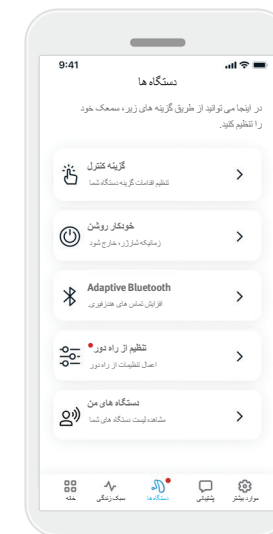 9:41
دستگاه ها
در اینجا می توانید از طریق گزینه های زیر، سمعک خود
را تنظیم کنید.
گزینه کنترل
تنظیم اقدامات گزینه دستگاه شما
خودکار روشن
زمانیکه شارژر، خارج شود
Adaptive Bluetooth
افزایش تماس های هندزفیری.
تنظیم از راه دور
اعمال تنظیمات از راه دور
دستگاه های من
مشاهده لیست دستگاه های شما
خانه
سبک زندگی
دستگاه ها
پشتیبانی
موارد بیشتر